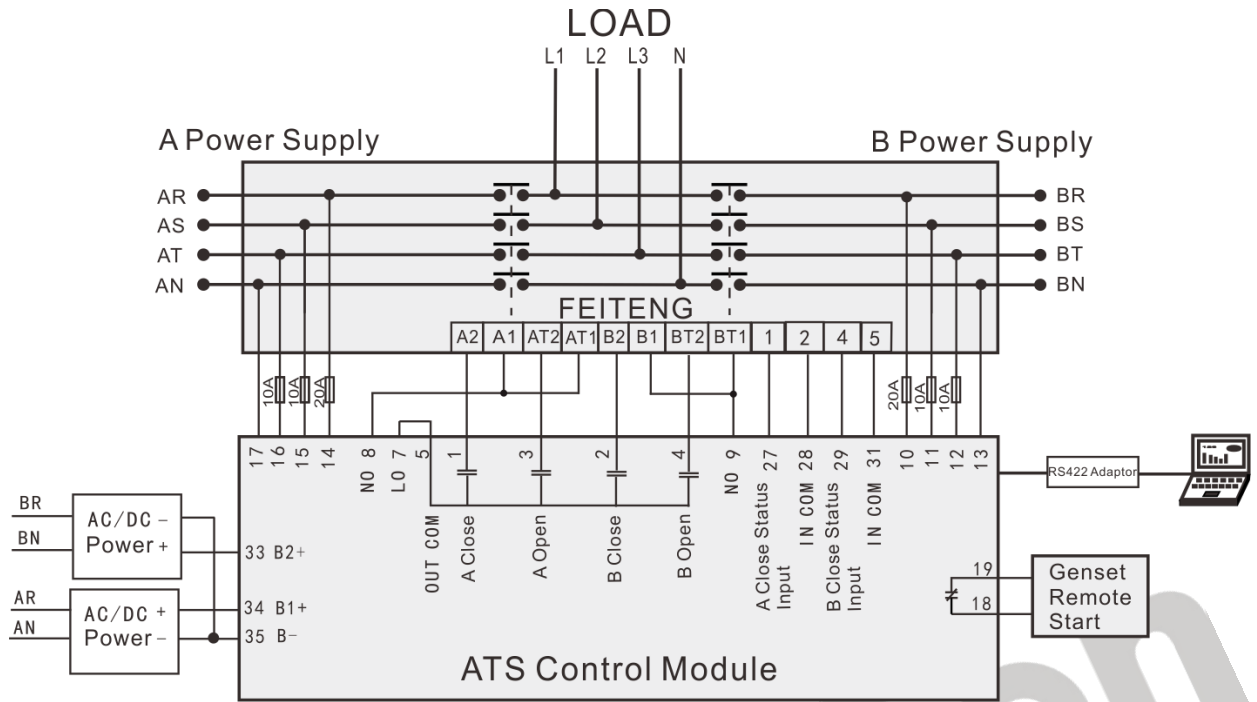 LOAD
L1 L2 L3 N
A Power Supply
B Power Supply
AR
AS
AT
AN
BR
BS
BT
BN
FEITENG
A2 A1 AT2 AT1 B2 B1 BT2 BT1 1 2 4 5
10A 10A 20A
20A 10A 10A
17 16 15 14
NO 8
LO 7
OUT COM 5
A Close 1
A Open 3
B Close 2
B Open 4
NO 9
A Close Status 27
Input
IN COM 28
B Close Status 29
Input
IN COM 31
10 11 12 13
RS422 Adaptor
BR
BN
AC/DC −
Power +
33 B2+
AR
AN
AC/DC +
Power −
34 B1+
35 B-
19
18
Genset
Remote
Start
ATS Control Module